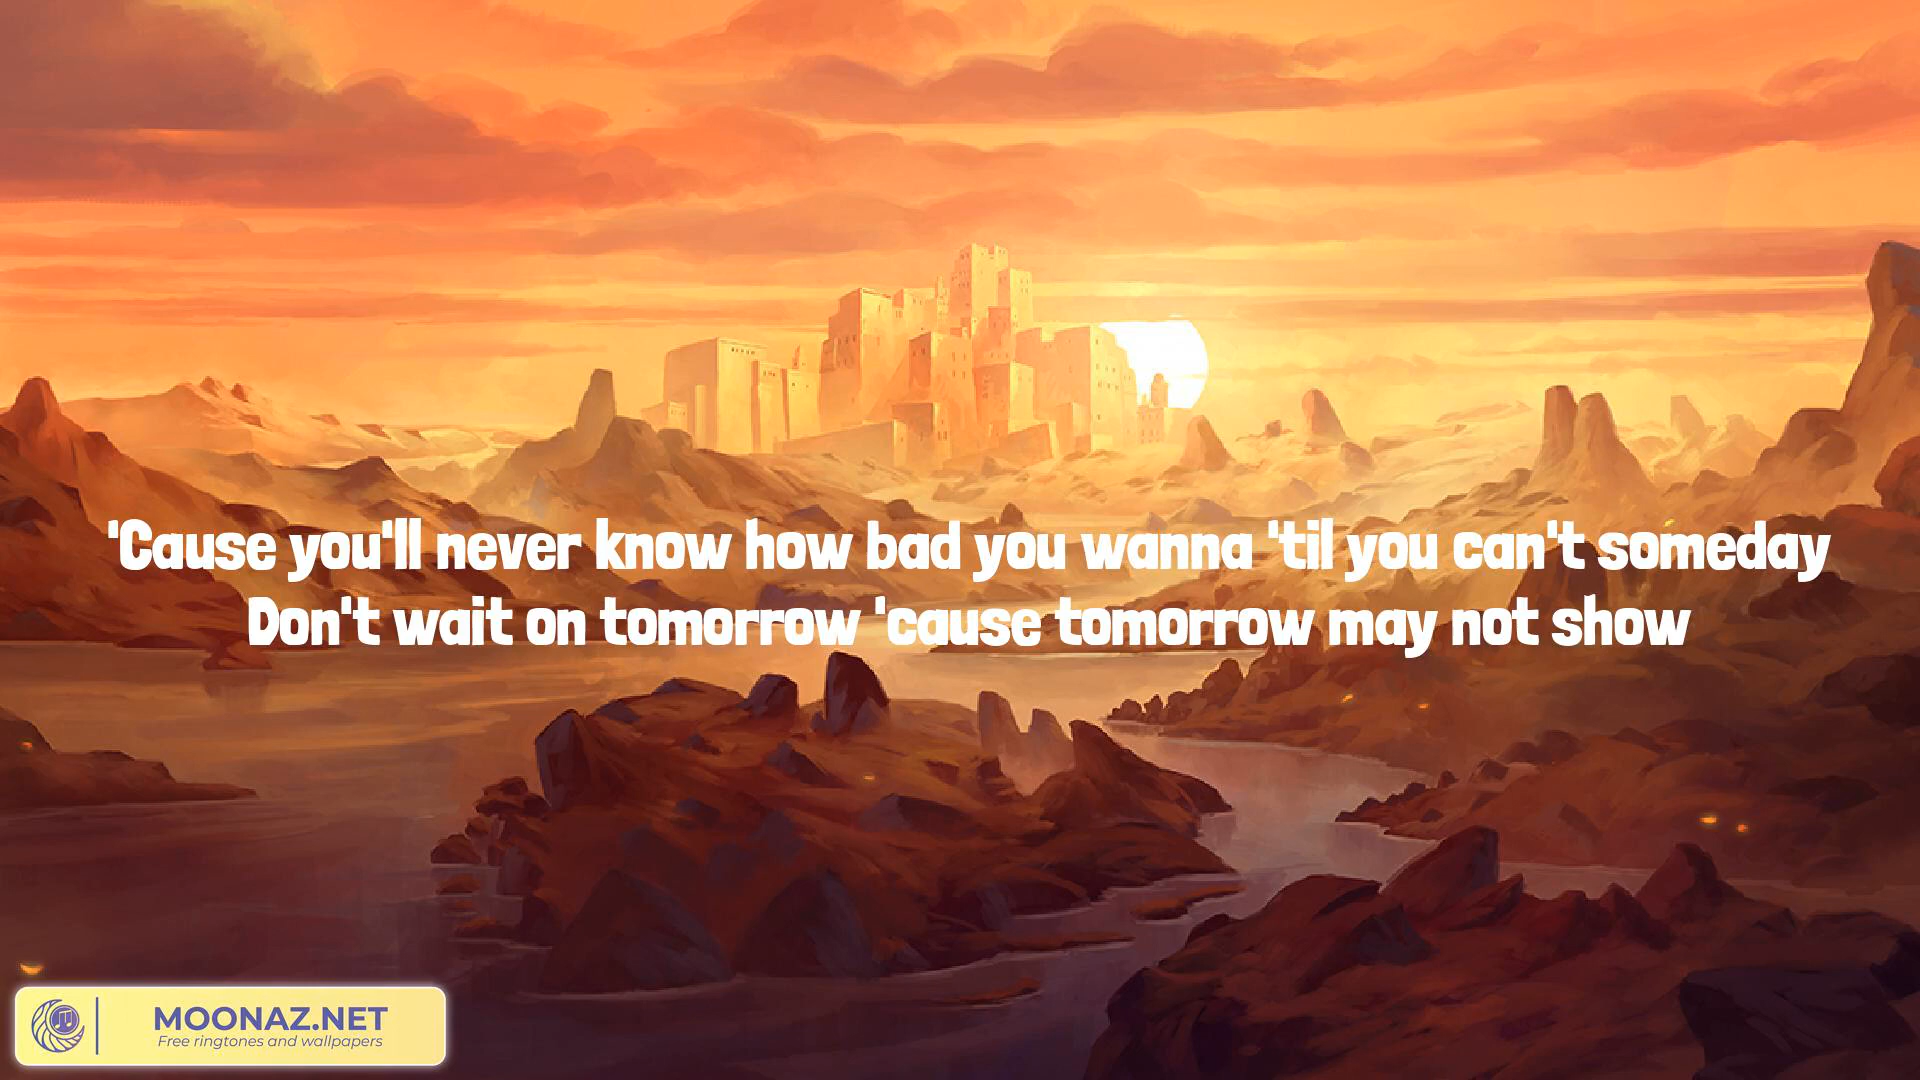 'Cause you'll never know how bad you wanna 'til you can't someday
Don't wait on tomorrow 'cause tomorrow may not show
MOONAZ.NET
Free ringtones and wallpapers